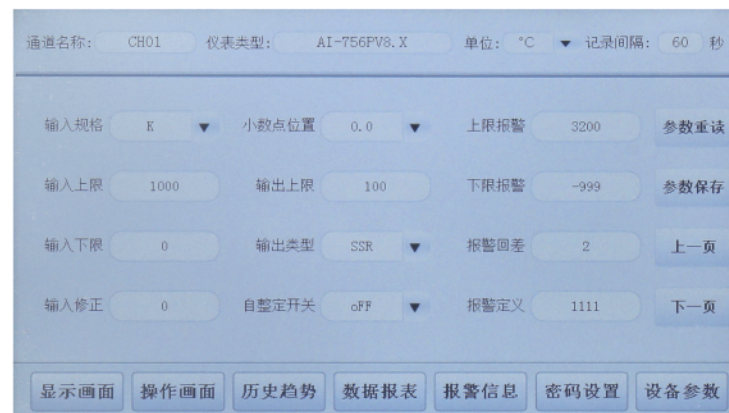 通道名称: CH01 仪表类型: AI-756PV8.X 单位: °C ▼ 记录间隔: 60 秒
输入规格 K ▼ 小数点位置 0.0 ▼ 上限报警 3200 参数重读
输入上限 1000 输出上限 100 下限报警 -999 参数保存
输入下限 0 输出类型 SSR ▼ 报警回差 2 上一页
输入修正 0 自整定开关 oFF ▼ 报警定义 1111 下一页
显示画面 操作画面 历史趋势 数据报表 报警信息 密码设置 设备参数